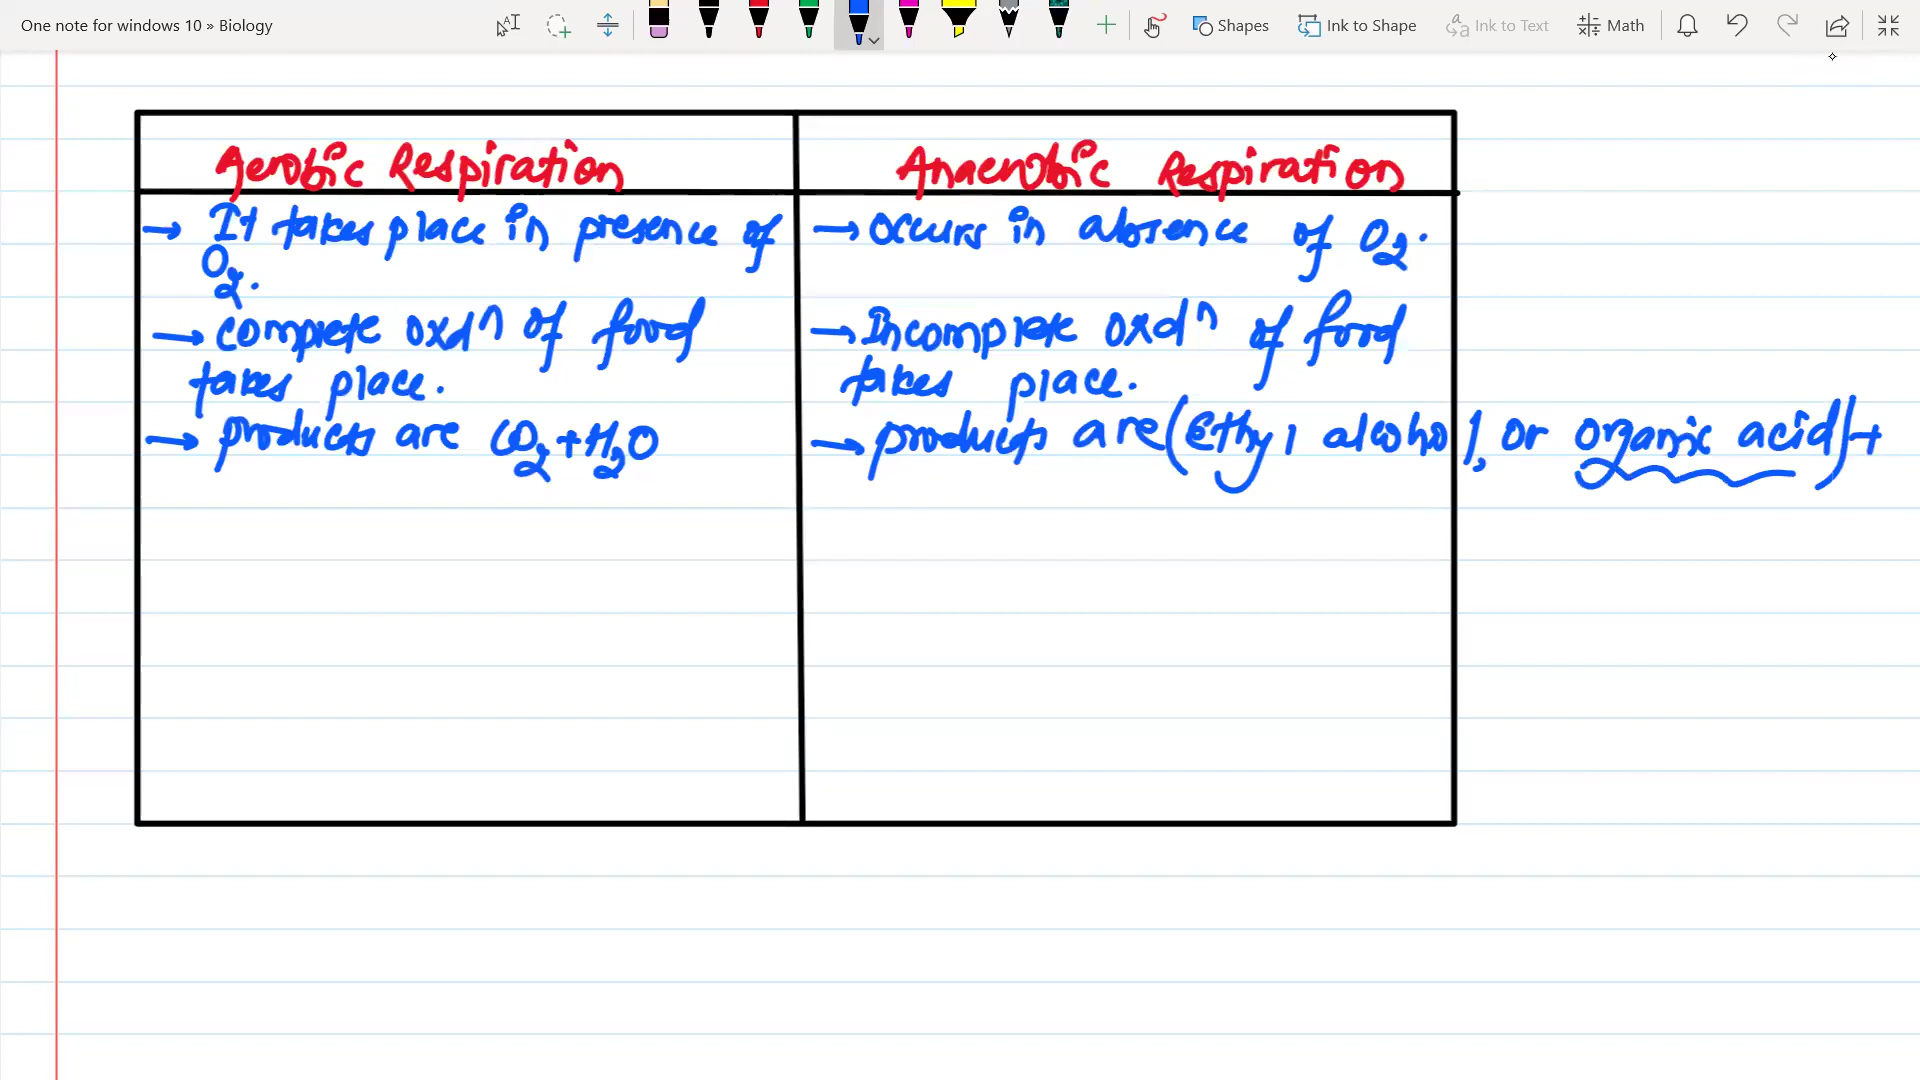 One note for windows 10 » Biology
Shapes
Ink to Shape
Ink to Text
Math
Aerobic Respiration
→ It takes place in presence of
O2.
→ complete oxdⁿ of food
takes place.
→ products are CO2+H2O
Anaerobic Respiration
→ occurs in absence of O2.
→ Incomplete oxdⁿ of food
takes place.
→ products are (Ethyl alcohol, or organic acid)+